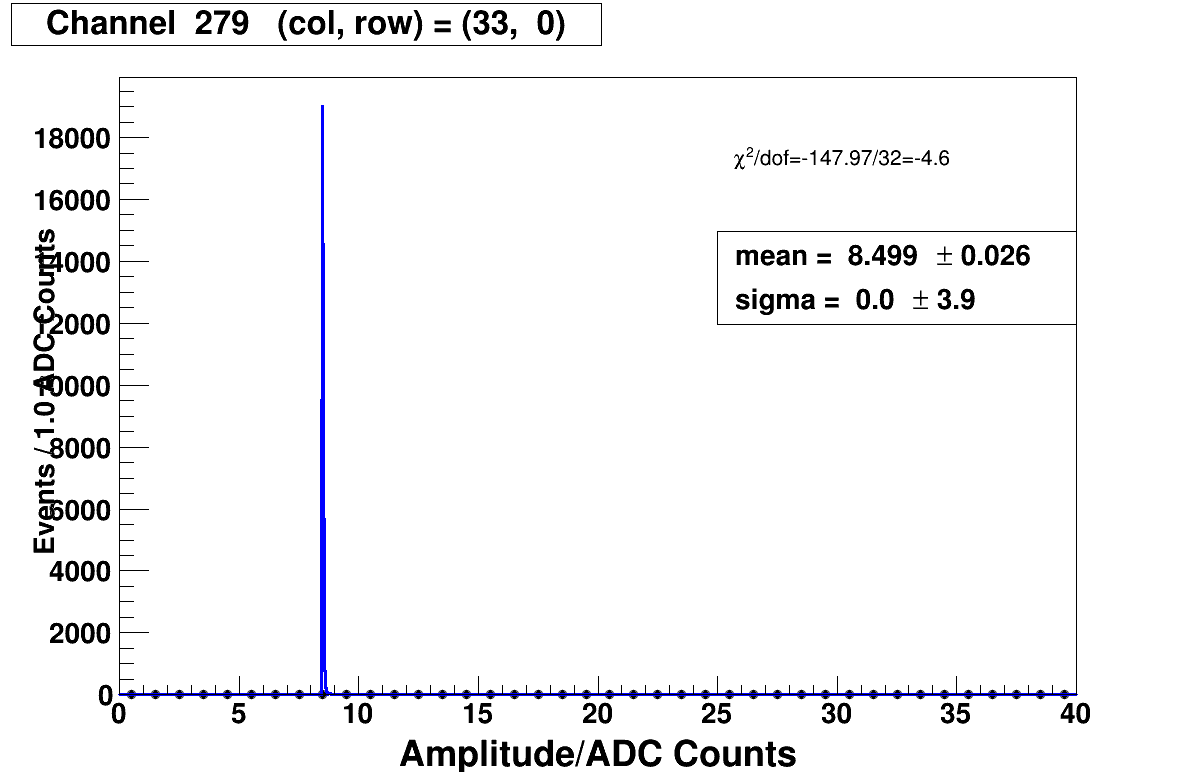 Channel 279 (col, row) = (33, 0)
χ²/dof=-147.97/32=-4.6
mean = 8.499 ± 0.026
sigma = 0.0 ± 3.9
Events / 1.0 ADC Counts
18000
16000
14000
12000
10000
8000
6000
4000
2000
0
0 5 10 15 20 25 30 35 40
Amplitude/ADC Counts